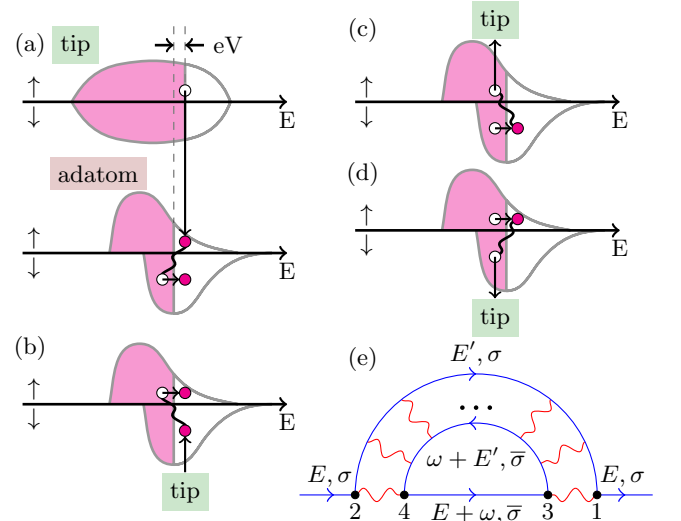 (a)
tip
eV
↑
↓
E
adatom
↑
↓
E
(b)
↑
↓
E
tip
(c)
tip
↑
↓
E
(d)
↑
↓
E
tip
(e)
E′, σ
• • •
ω + E′, σ̅
E, σ
E, σ
E + ω, σ̅
2 4 3 1